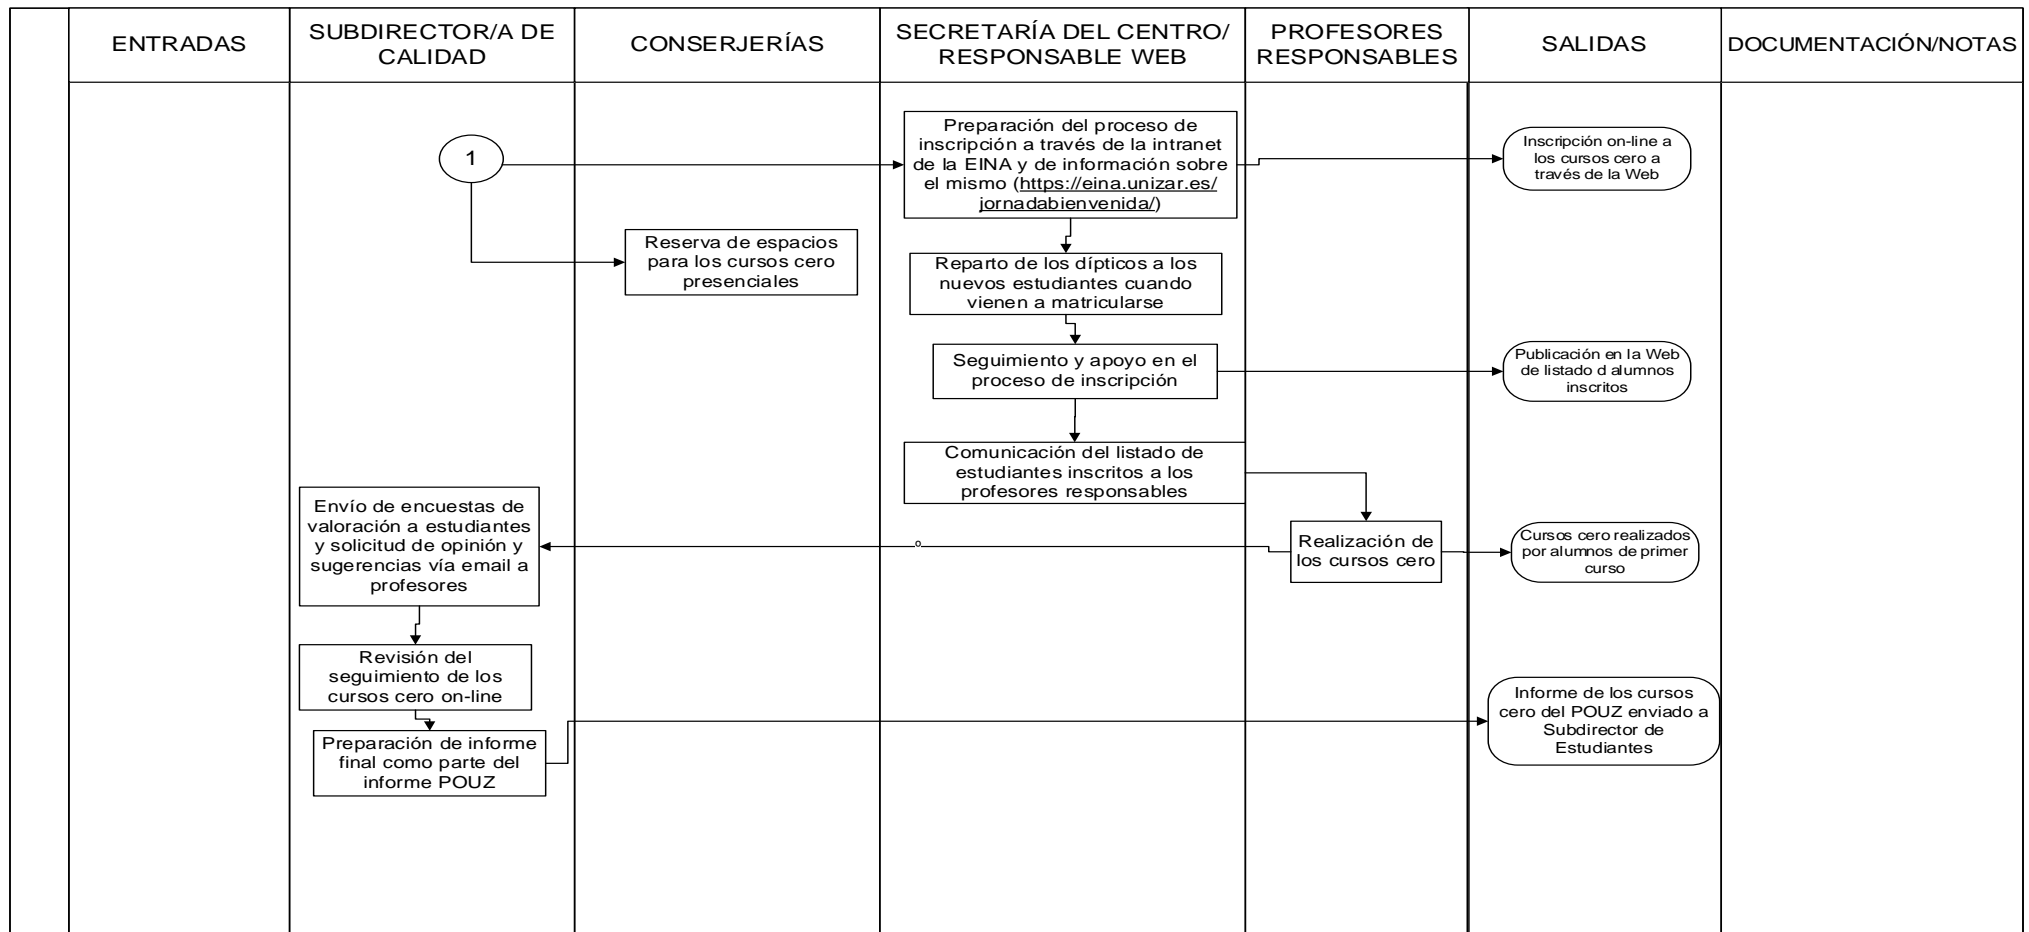 ENTRADAS
SUBDIRECTOR/A DE
CALIDAD
CONSERJERÍAS
SECRETARÍA DEL CENTRO/
RESPONSABLE WEB
PROFESORES
RESPONSABLES
SALIDAS
DOCUMENTACIÓN/NOTAS
1
Preparación del proceso de
inscripción a través de la intranet
de la EINA y de información sobre
el mismo (https://eina.unizar.es/
jornadabienvenida/)
Inscripción on-line a
los cursos cero a
través de la Web
Reserva de espacios
para los cursos cero
presenciales
Reparto de los dípticos a los
nuevos estudiantes cuando
vienen a matricularse
Seguimiento y apoyo en el
proceso de inscripción
Publicación en la Web
de listado d alumnos
inscritos
Comunicación del listado de
estudiantes inscritos a los
profesores responsables
Envío de encuestas de
valoración a estudiantes
y solicitud de opinión y
sugerencias vía email a
profesores
º
Realización de
los cursos cero
Cursos cero realizados
por alumnos de primer
curso
Revisión del
seguimiento de los
cursos cero on-line
Preparación de informe
final como parte del
informe POUZ
Informe de los cursos
cero del POUZ enviado a
Subdirector de
Estudiantes